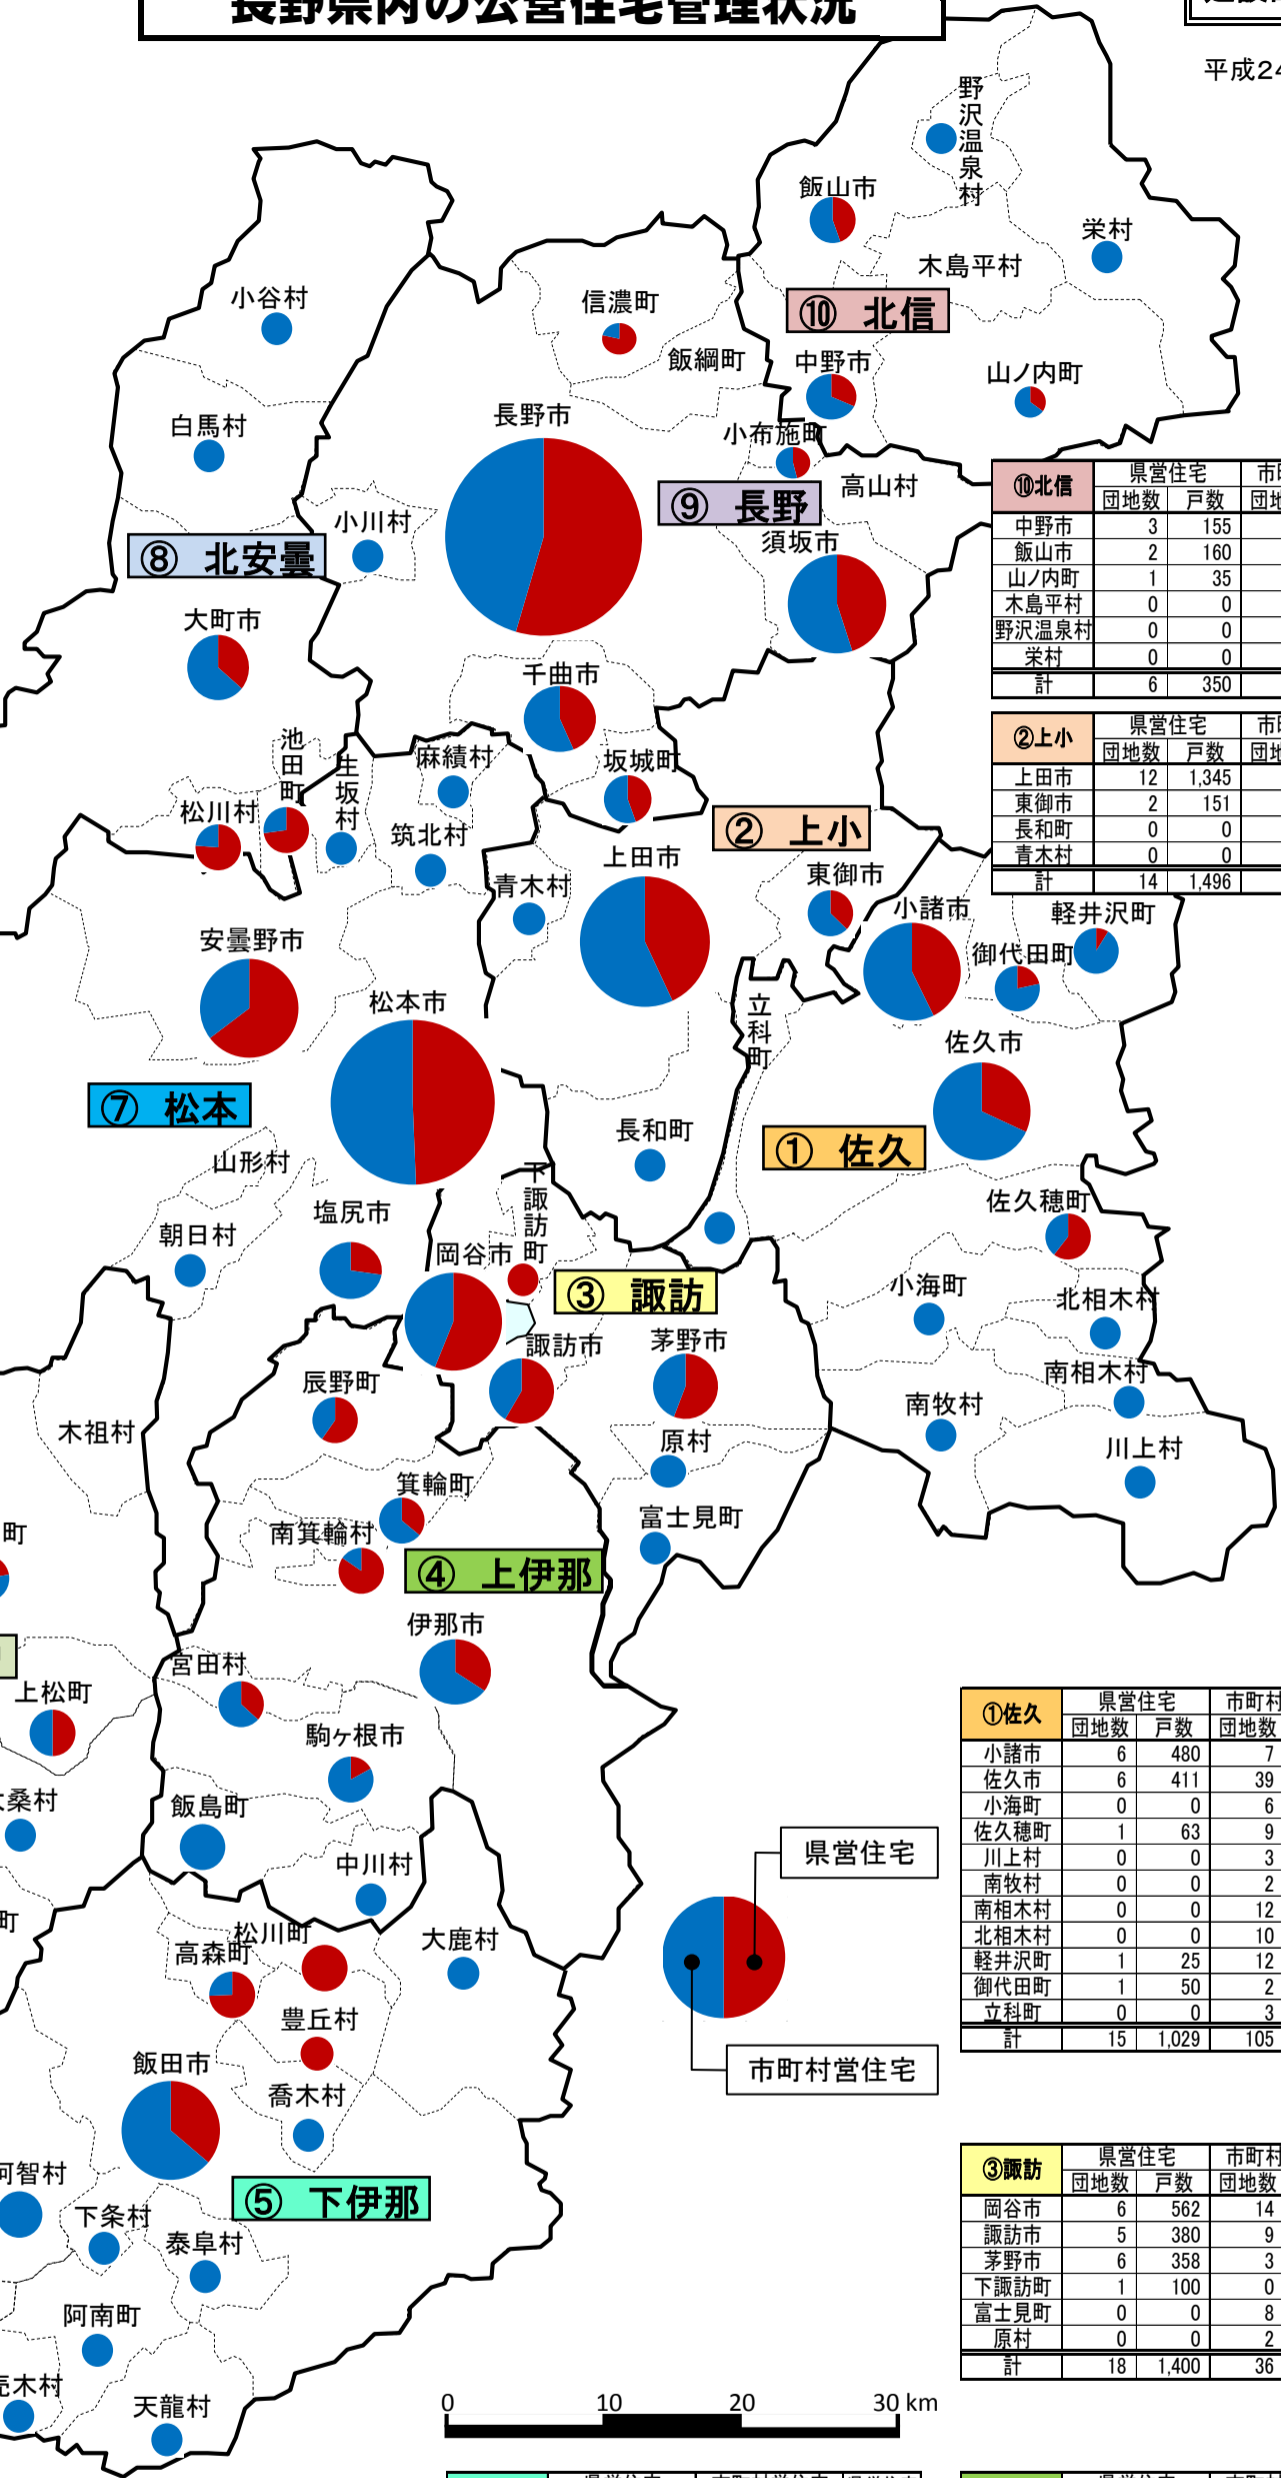 長野県内の公営住宅管理状況
平成24
野沢温泉村
飯山市
栄村
木島平村
小谷村
信濃町
⑩ 北信
飯綱町
中野市
山ノ内町
白馬村
長野市
小布施町
高山村
⑨ 長野
小川村
須坂市
⑧ 北安曇
大町市
千曲市
池田町
生坂村
麻績村
坂城町
松川村
筑北村
② 上小
上田市
青木村
東御市
小諸市
軽井沢町
御代田町
安曇野市
松本市
立科町
佐久市
⑦ 松本
長和町
① 佐久
山形村
下諏訪町
塩尻市
朝日村
岡谷市
佐久穂町
③ 諏訪
小海町
北相木村
諏訪市
茅野市
辰野町
南相木村
南牧村
木祖村
原村
川上村
箕輪町
富士見町
南箕輪村
町
④ 上伊那
伊那市
宮田村
上松町
駒ヶ根市
桑村
飯島町
中川村
町
松川町
大鹿村
高森町
豊丘村
飯田市
喬木村
阿智村
⑤ 下伊那
下条村
泰阜村
阿南町
売木村
天龍村
県営住宅
市町村営住宅
0 10 20 30 km
⑩北信 県営住宅 市
団地数 戸数 団
中野市 3 155
飯山市 2 160
山ノ内町 1 35
木島平村 0 0
野沢温泉村 0 0
栄村 0 0
計 6 350
②上小 県営住宅 市
団地数 戸数 団
上田市 12 1,345
東御市 2 151
長和町 0 0
青木村 0 0
計 14 1,496
①佐久 県営住宅 市町村
団地数 戸数 団地数
小諸市 6 480 7
佐久市 6 411 39
小海町 0 0 6
佐久穂町 1 63 9
川上村 0 0 3
南牧村 0 0 2
南相木村 0 0 12
北相木村 0 0 10
軽井沢町 1 25 12
御代田町 1 50 2
立科町 0 0 3
計 15 1,029 105
③諏訪 県営住宅 市町村
団地数 戸数 団地数
岡谷市 6 562 14
諏訪市 5 380 9
茅野市 6 358 3
下諏訪町 1 100 0
富士見町 0 0 8
原村 0 0 2
計 18 1,400 36